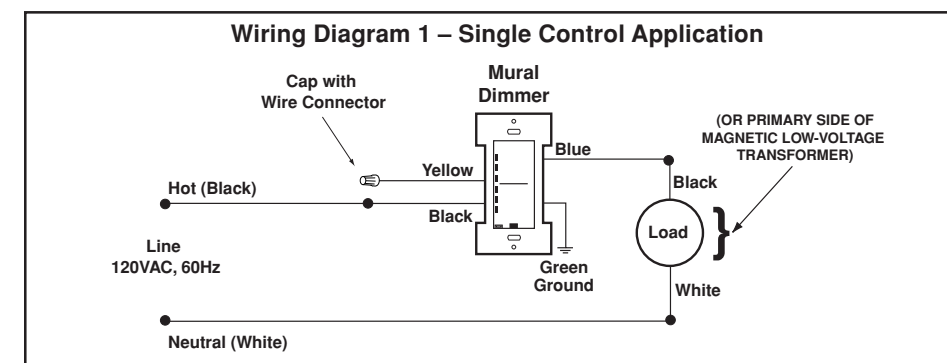 Wiring Diagram 1 – Single Control Application
Cap with
Wire Connector
Mural
Dimmer
(OR PRIMARY SIDE OF
MAGNETIC LOW-VOLTAGE
TRANSFORMER)
Blue
Yellow
Black
Hot (Black)
Black
Load
Line
120VAC, 60Hz
Green
Ground
White
Neutral (White)